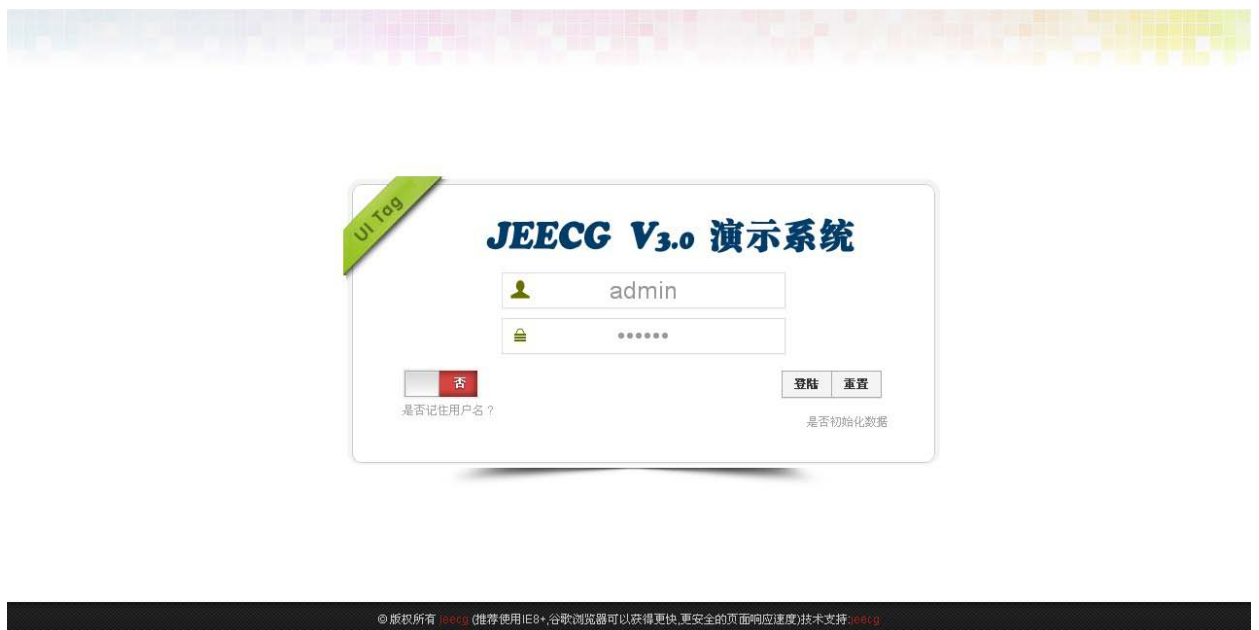 UI Tag
JEECG V3.0 演示系统
admin
••••••
否
登陆 重置
是否记住用户名？
是否初始化数据
© 版权所有 jeecg (推荐使用IE8+,谷歌浏览器可以获得更快,更安全的页面响应速度)技术支持:jeecg